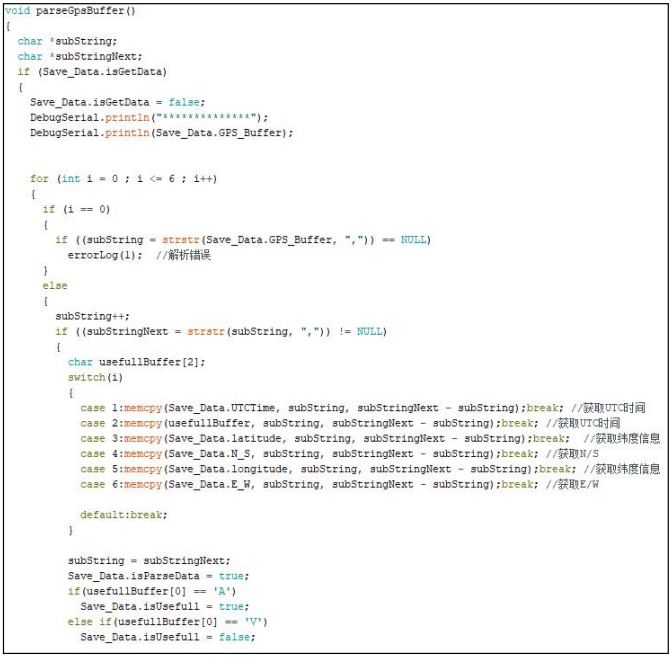 void parseGpsBuffer()
{
  char *subString;
  char *subStringNext;
  if (Save_Data.isGetData)
  {
    Save_Data.isGetData = false;
    DebugSerial.println("**************");
    DebugSerial.println(Save_Data.GPS_Buffer);
    for (int i = 0 ; i <= 6 ; i++)
    {
      if (i == 0)
      {
        if ((subString = strstr(Save_Data.GPS_Buffer, ",")) == NULL)
          errorLog(1);  //解析错误
      }
      else
      {
        subString++;
        if ((subStringNext = strstr(subString, ",")) != NULL)
        {
          char usefullBuffer[2];
          switch(i)
          {
            case 1:memcpy(Save_Data.UTCTime, subString, subStringNext - subString);break; //获取UTC时间
            case 2:memcpy(usefullBuffer, subString, subStringNext - subString);break; //获取UTC时间
            case 3:memcpy(Save_Data.latitude, subString, subStringNext - subString);break;  //获取纬度信息
            case 4:memcpy(Save_Data.N_S, subString, subStringNext - subString);break; //获取N/S
            case 5:memcpy(Save_Data.longitude, subString, subStringNext - subString);break; //获取纬度信息
            case 6:memcpy(Save_Data.E_W, subString, subStringNext - subString);break; //获取E/W
            default:break;
          }
          subString = subStringNext;
          Save_Data.isParseData = true;
          if(usefullBuffer[0] == 'A')
            Save_Data.isUsefull = true;
          else if(usefullBuffer[0] == 'V')
            Save_Data.isUsefull = false;